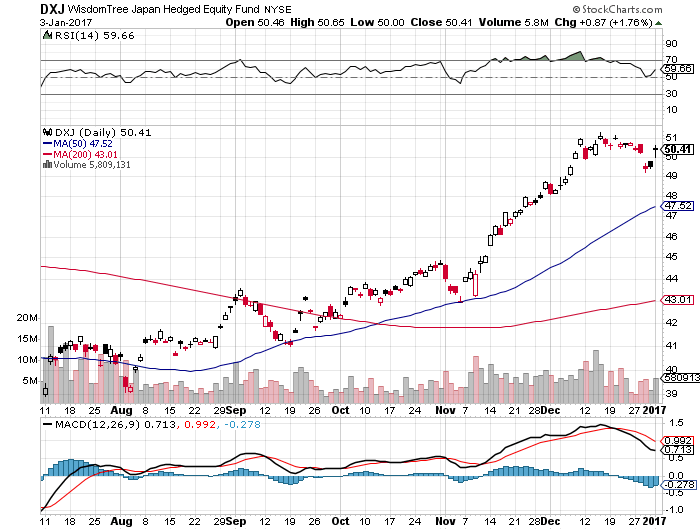 DXJ WisdomTree Japan Hedged Equity Fund NYSE © StockCharts.com
3-Jan-2017 Open 50.46 High 50.65 Low 50.00 Close 50.41 Volume 5.8M Chg +0.87 (+1.76%)
RSI(14) 59.66
90
70
59.66
50
30
10
DXJ (Daily) 50.41
MA(50) 47.52
MA(200) 43.01
Volume 5,809,131
51
50.41
50
49
48
47.52
47
46
45
44
43.01
42
41
40
5809131
39
20M
15M
10M
5M
11 18 25 Aug 8 15 22 29 Sep 12 19 26 Oct 10 17 24 Nov 7 14 21 28 Dec 12 19 27 2017
MACD(12,26,9) 0.713, 0.992, -0.278
1.5
0.992
0.713
0.5
0.0
-0.278
-0.5
-1.0
11 18 25 Aug 8 15 22 29 Sep 12 19 26 Oct 10 17 24 Nov 7 14 21 28 Dec 12 19 27 2017